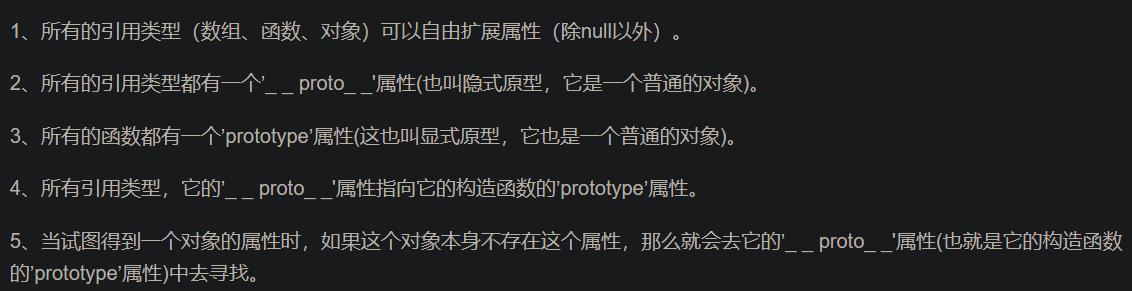 1、所有的引用类型（数组、函数、对象）可以自由扩展属性（除null以外）。
2、所有的引用类型都有一个’_ _ proto_ _'属性(也叫隐式原型，它是一个普通的对象)。
3、所有的函数都有一个’prototype’属性(这也叫显式原型，它也是一个普通的对象)。
4、所有引用类型，它的’_ _ proto_ _'属性指向它的构造函数的’prototype’属性。
5、当试图得到一个对象的属性时，如果这个对象本身不存在这个属性，那么就会去它的’_ _ proto_ _'属性(也就是它的构造函数
的’prototype’属性)中去寻找。